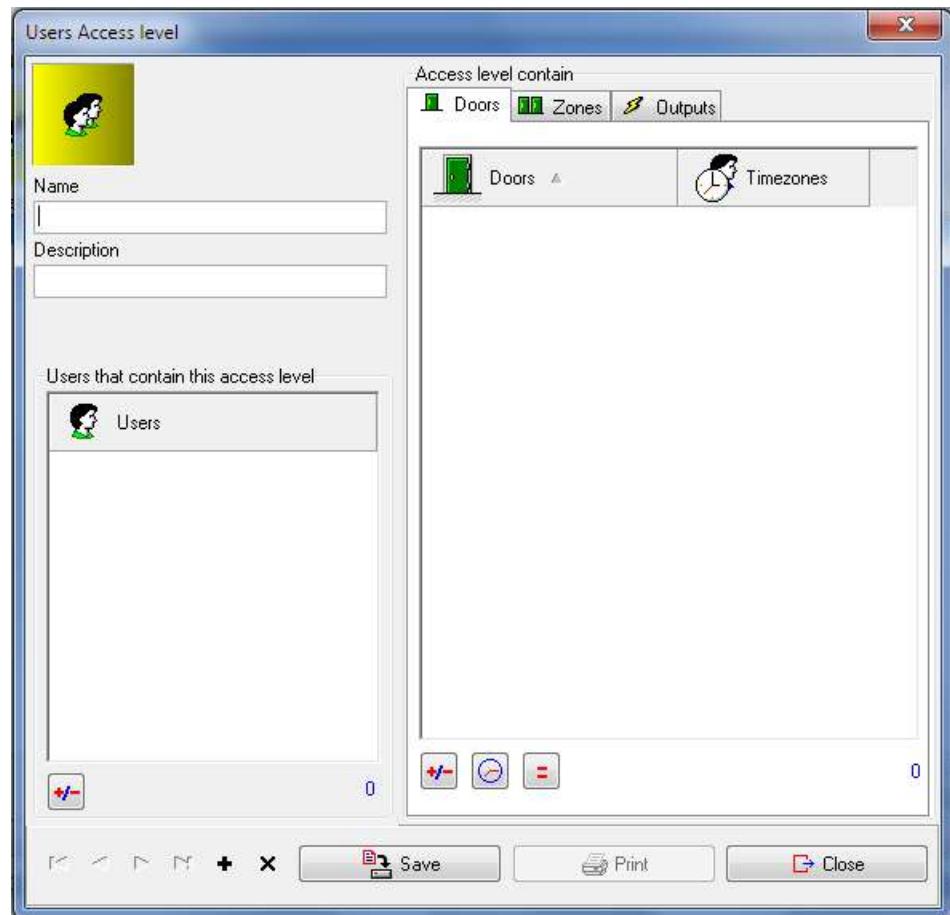 Users Access level
Name
Description
Users that contain this access level
Users
+/-
0
Access level contain
Doors Zones Outputs
Doors Timezones
+/- =
0
+ × Save Print Close